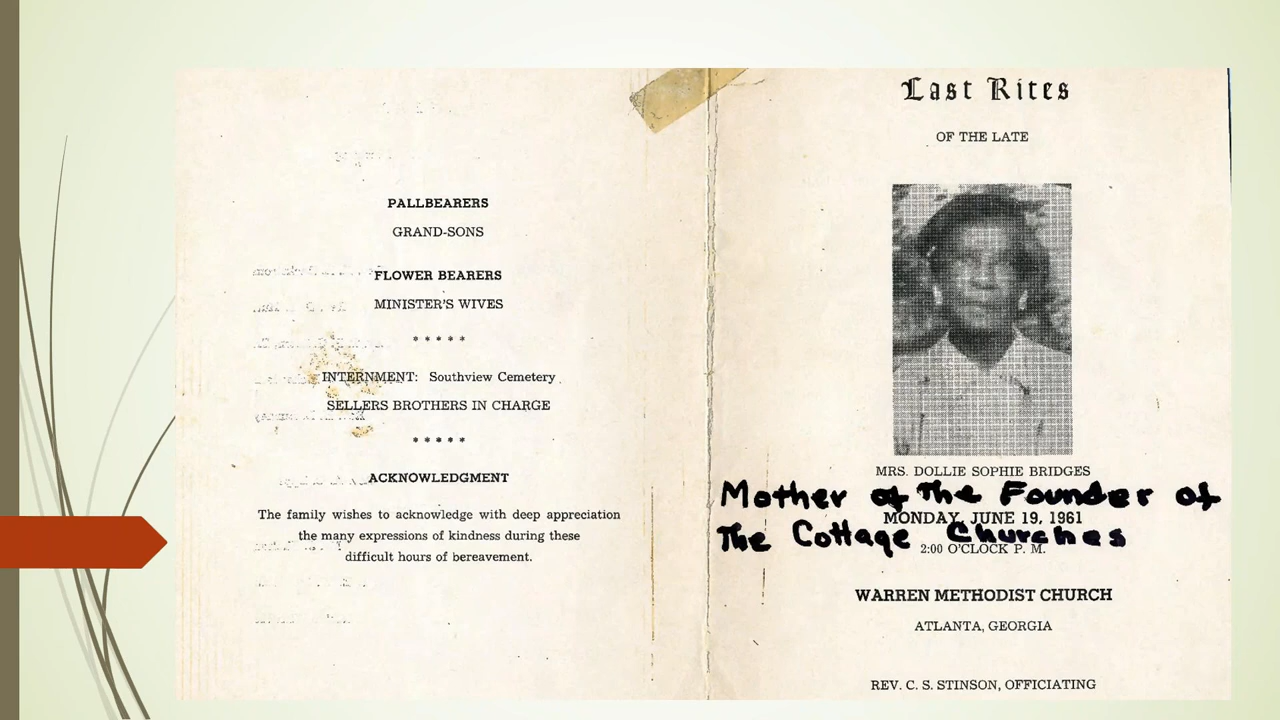 PALLBEARERS
GRAND-SONS
FLOWER BEARERS
MINISTER'S WIVES
* * * * *
INTERNMENT: Southview Cemetery
SELLERS BROTHERS IN CHARGE
* * * * *
ACKNOWLEDGMENT
The family wishes to acknowledge with deep appreciation
the many expressions of kindness during these
difficult hours of bereavement.
Last Rites
OF THE LATE
MRS. DOLLIE SOPHIE BRIDGES
Mother of The Founder of
MONDAY, JUNE 19, 1961
The Cottage Churches
2:00 O'CLOCK P. M.
WARREN METHODIST CHURCH
ATLANTA, GEORGIA
REV. C. S. STINSON, OFFICIATING